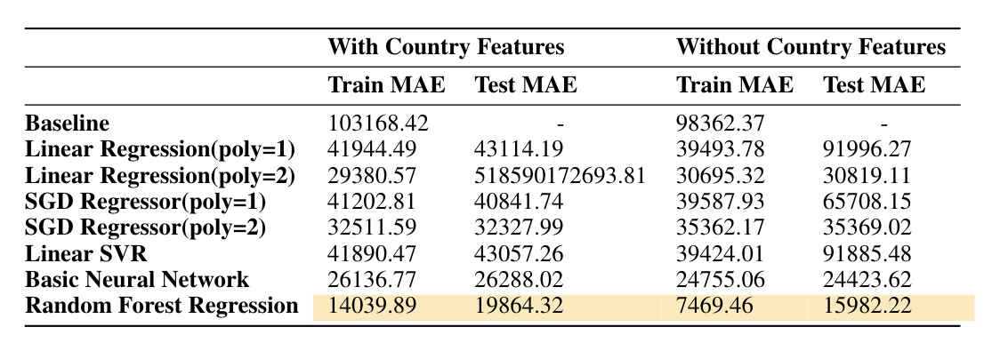 With Country Features Without Country Features
Train MAE Test MAE Train MAE Test MAE
Baseline 103168.42 - 98362.37 -
Linear Regression(poly=1) 41944.49 43114.19 39493.78 91996.27
Linear Regression(poly=2) 29380.57 518590172693.81 30695.32 30819.11
SGD Regressor(poly=1) 41202.81 40841.74 39587.93 65708.15
SGD Regressor(poly=2) 32511.59 32327.99 35362.17 35369.02
Linear SVR 41890.47 43057.26 39424.01 91885.48
Basic Neural Network 26136.77 26288.02 24755.06 24423.62
Random Forest Regression 14039.89 19864.32 7469.46 15982.22